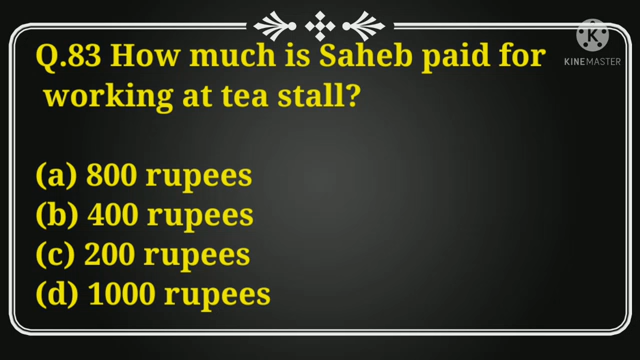 Q.83 How much is Saheb paid for
working at tea stall?
(a) 800 rupees
(b) 400 rupees
(c) 200 rupees
(d) 1000 rupees
K
KINEMASTER